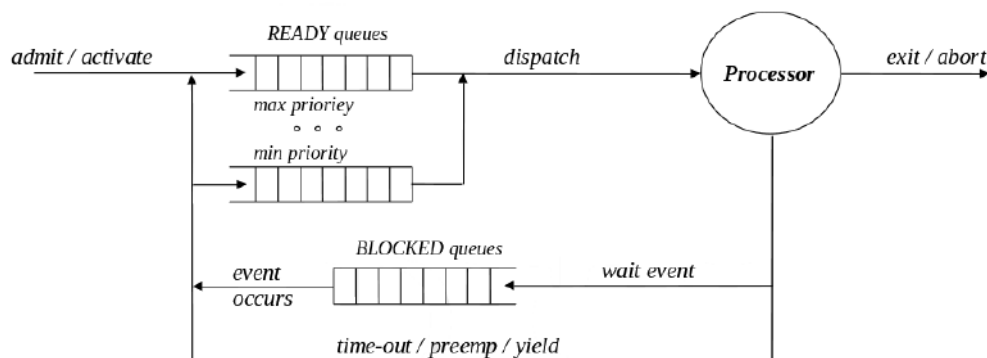 READY queues
admit / activate
dispatch
exit / abort
Processor
max prioriey
min priority
BLOCKED queues
event
occurs
wait event
time-out / preemp / yield